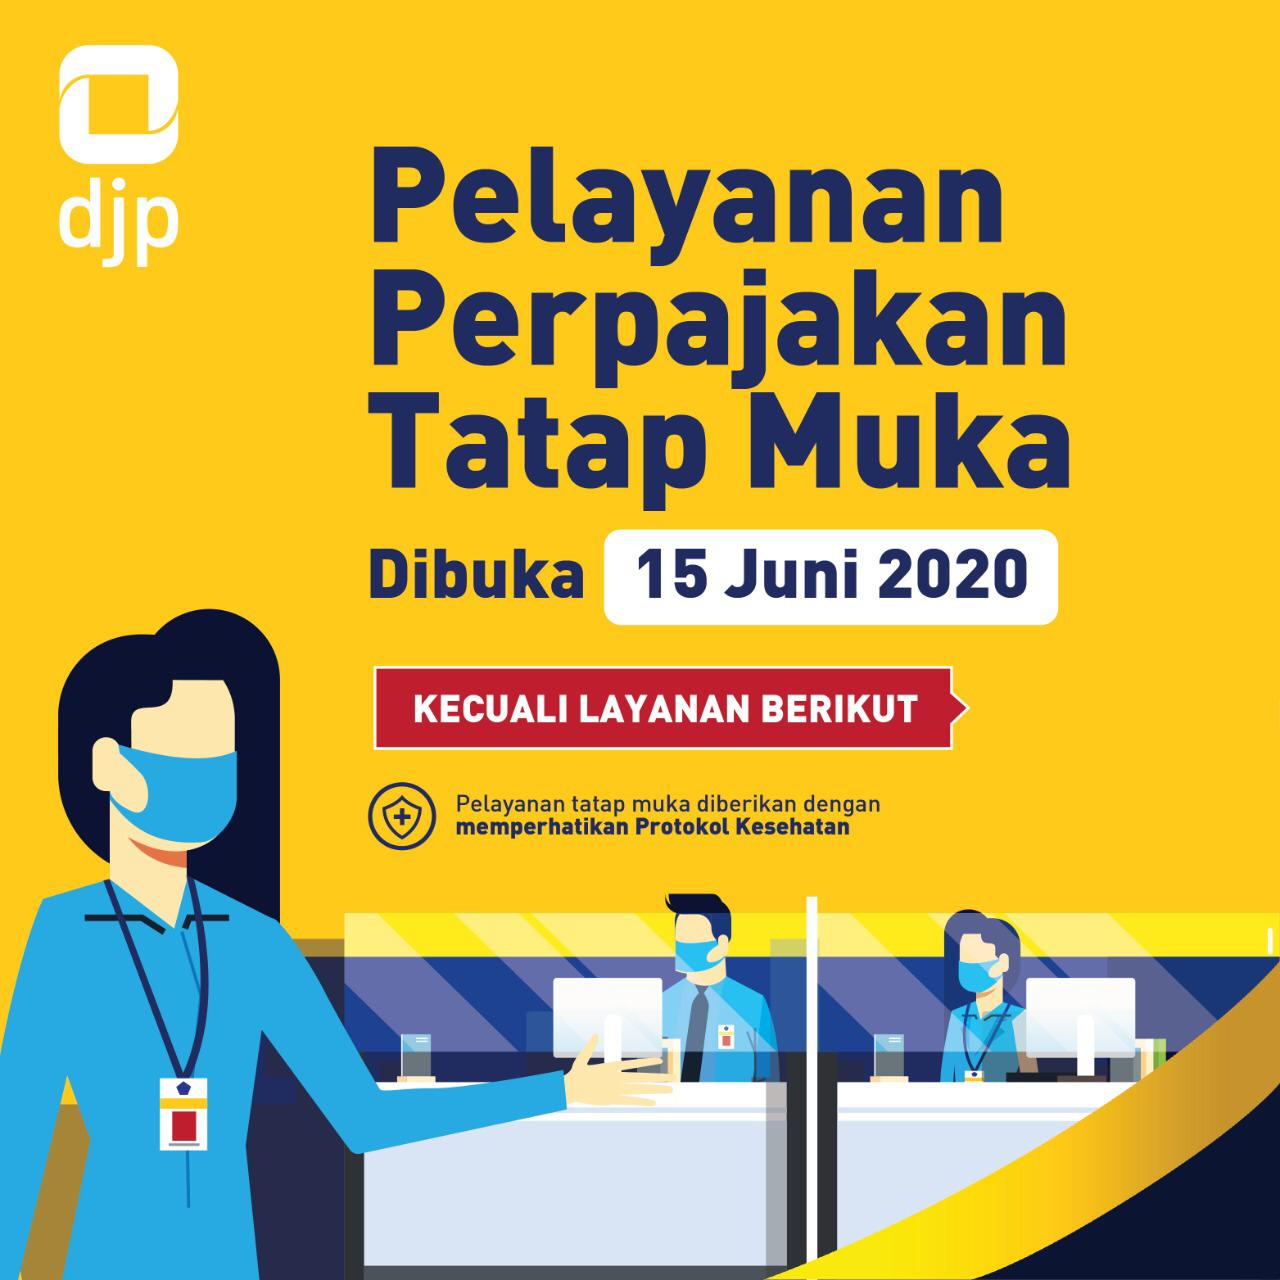 djp
Pelayanan
Perpajakan
Tatap Muka
Dibuka 15 Juni 2020
KECUALI LAYANAN BERIKUT
Pelayanan tatap muka diberikan dengan
memperhatikan Protokol Kesehatan